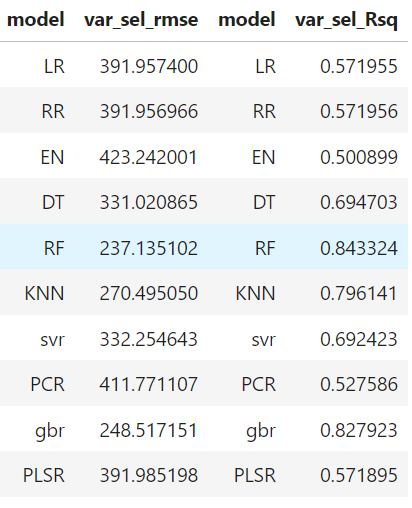 model var_sel_rmse model var_sel_Rsq
LR 391.957400 LR 0.571955
RR 391.956966 RR 0.571956
EN 423.242001 EN 0.500899
DT 331.020865 DT 0.694703
RF 237.135102 RF 0.843324
KNN 270.495050 KNN 0.796141
svr 332.254643 svr 0.692423
PCR 411.771107 PCR 0.527586
gbr 248.517151 gbr 0.827923
PLSR 391.985198 PLSR 0.571895